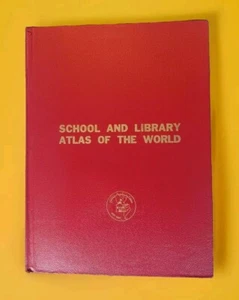 SCHOOL AND LIBRARY
ATLAS OF THE WORLD